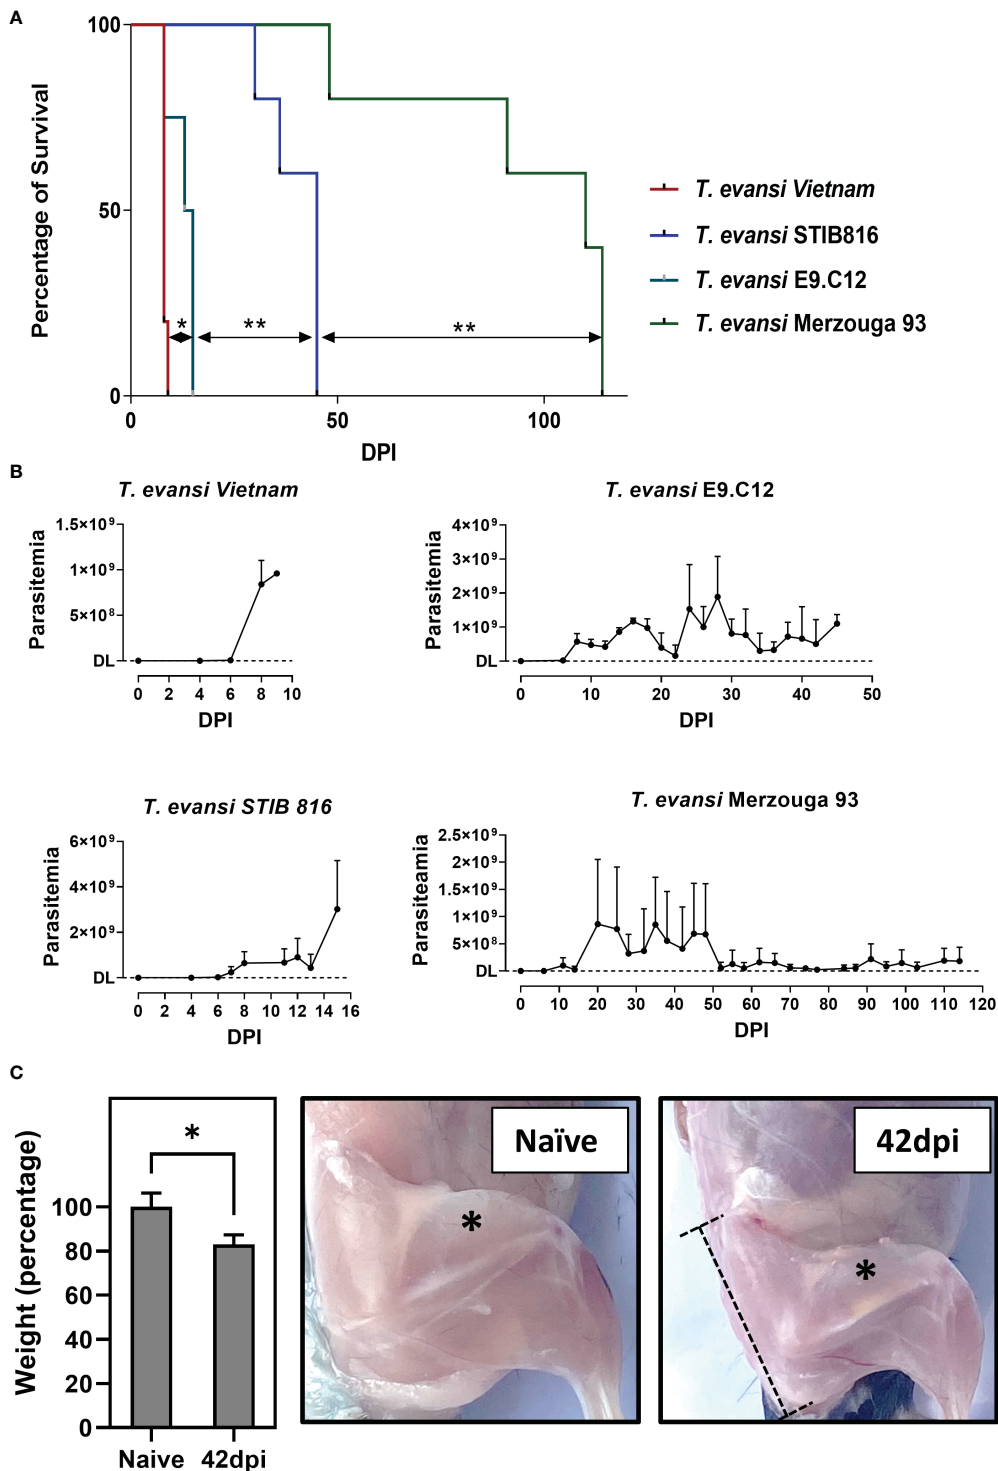 A
Percentage of Survival
100
50
0
0 50 100
DPI
* ** **
T. evansi Vietnam
T. evansi STIB816
T. evansi E9.C12
T. evansi Merzouga 93
B
T. evansi Vietnam
Parasitemia
1.5×10⁹
1×10⁹
5×10⁸
DL
0 2 4 6 8 10
DPI
T. evansi E9.C12
Parasitemia
4×10⁹
3×10⁹
2×10⁹
1×10⁹
DL
0 10 20 30 40 50
DPI
T. evansi STIB 816
Parasitemia
6×10⁹
4×10⁹
2×10⁹
DL
0 2 4 6 8 10 12 14 16
DPI
T. evansi Merzouga 93
Parasiteamia
2.5×10⁹
2×10⁹
1.5×10⁹
1×10⁹
5×10⁸
DL
0 10 20 30 40 50 60 70 80 90 100 110 120
DPI
C
Weight (percentage)
*
100
80
60
40
20
0
Naive 42dpi
Naïve
*
42dpi
*